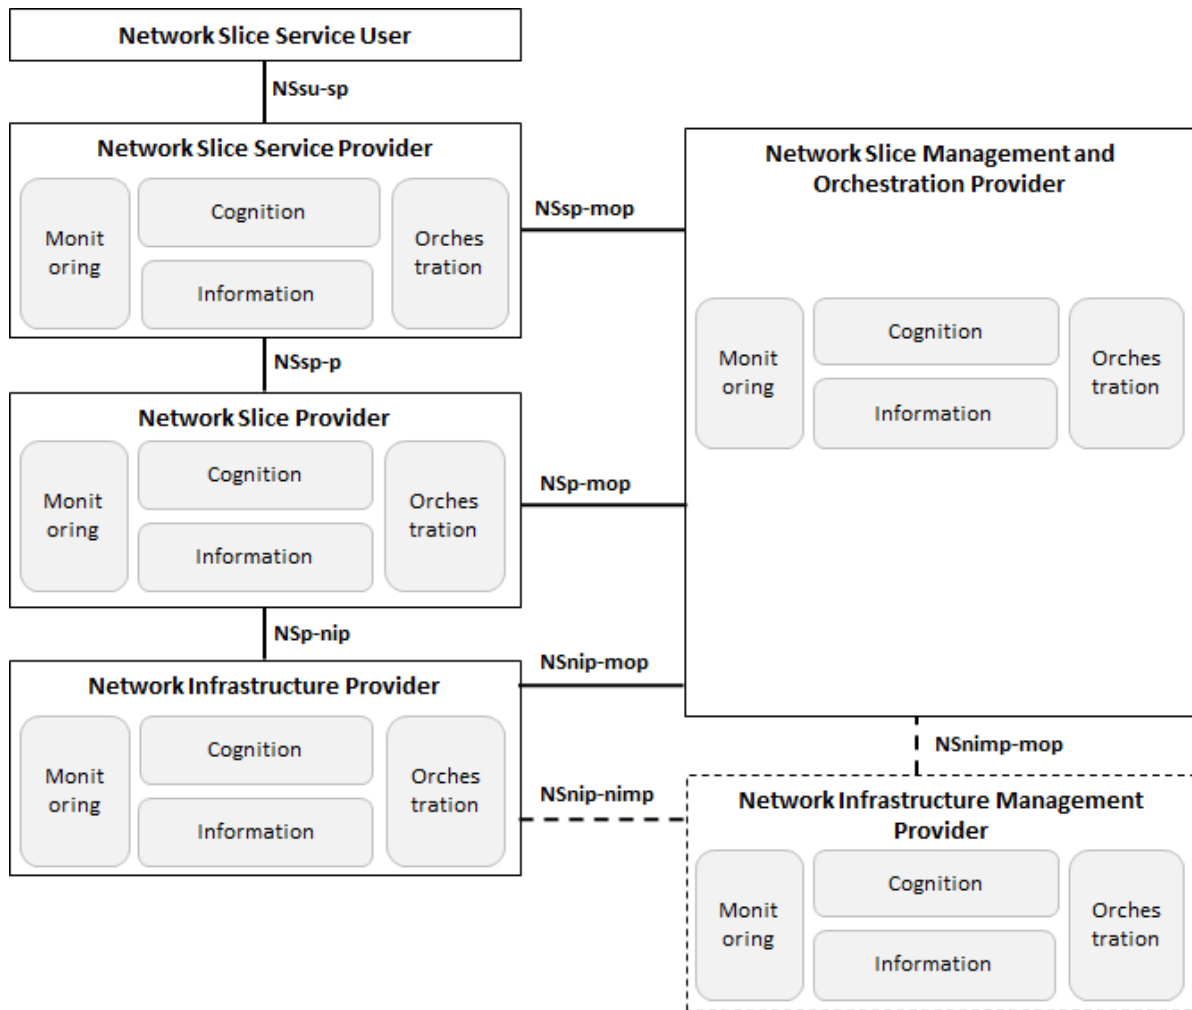 Network Slice Service User
NSsu-sp
Network Slice Service Provider
Monit
oring
Cognition
Information
Orches
tration
NSsp-mop
Network Slice Management and
Orchestration Provider
Monit
oring
Cognition
Information
Orches
tration
NSsp-p
Network Slice Provider
Monit
oring
Cognition
Information
Orches
tration
NSp-mop
NSp-nip
Network Infrastructure Provider
Monit
oring
Cognition
Information
Orches
tration
NSnip-mop
NSnip-nimp
NSnimp-mop
Network Infrastructure Management
Provider
Monit
oring
Cognition
Information
Orches
tration